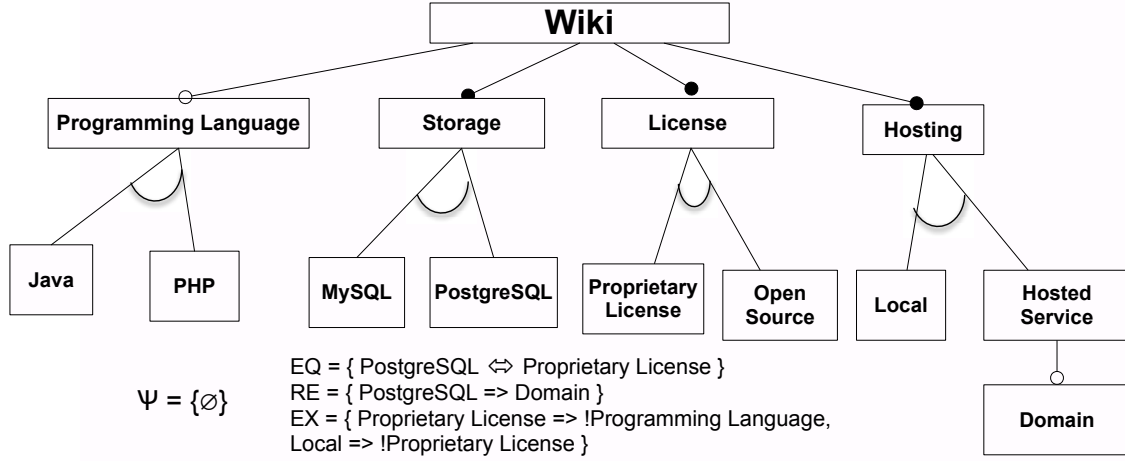 Wiki
Programming Language
Storage
License
Hosting
Java
PHP
MySQL
PostgreSQL
Proprietary
License
Open
Source
Local
Hosted
Service
Domain
Ψ = {∅}
EQ = { PostgreSQL ⇔ Proprietary License }
RE = { PostgreSQL => Domain }
EX = { Proprietary License => !Programming Language,
Local => !Proprietary License }